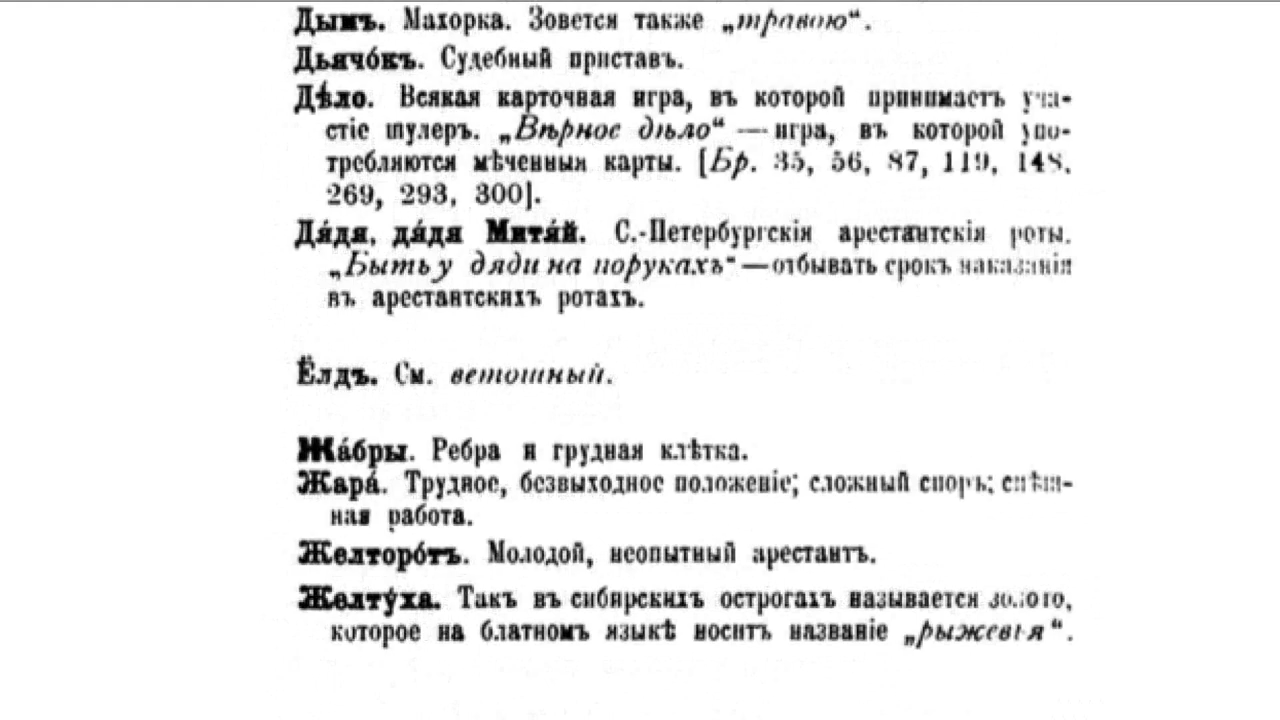 Дымъ. Махорка. Зовется также „травою“.
Дьячо́къ. Судебный приставъ.
Дѣло. Всякая карточная игра, въ которой принимаетъ уча-
стіе шулеръ. „Вѣрное дѣло“ — игра, въ которой упо-
требляются мѣченныя карты. [Бр. 35, 56, 87, 119, 148,
269, 293, 300].
Дя́дя, дя́дя Митя́й. С.-Петербургскія арестантскія роты.
„Быть у дяди на порукахъ“ — отбывать срокъ наказанія
въ арестантскихъ ротахъ.
Ёлдъ. См. ветошный.
Жа́бры. Ребра и грудная клѣтка.
Жара́. Трудное, безвыходное положеніе; сложный споръ; спѣш-
ная работа.
Желторо́тъ. Молодой, неопытный арестантъ.
Желту́ха. Такъ въ сибирскихъ острогахъ называется золото,
которое на блатномъ языкѣ носитъ названіе „рыжевья“.